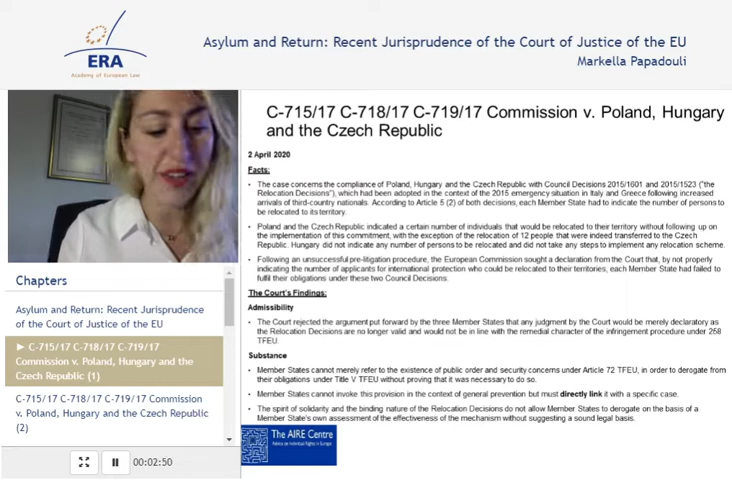 ERA
Academy of European Law
Asylum and Return: Recent Jurisprudence of the Court of Justice of the EU
Markella Papadouli
C-715/17 C-718/17 C-719/17 Commission v. Poland, Hungary
and the Czech Republic
2 April 2020
Facts:
• The case concerns the compliance of Poland, Hungary and the Czech Republic with Council Decisions 2015/1601 and 2015/1523 ("the
Relocation Decisions"), which had been adopted in the context of the 2015 emergency situation in Italy and Greece following increased
arrivals of third-country nationals. According to Article 5 (2) of both decisions, each Member State had to indicate the number of persons to
be relocated to its territory.
• Poland and the Czech Republic indicated a certain number of individuals that would be relocated to their territory without following up on
the implementation of this commitment, with the exception of the relocation of 12 people that were indeed transferred to the Czech
Republic. Hungary did not indicate any number of persons to be relocated and did not take any steps to implement any relocation scheme.
• Following an unsuccessful pre-litigation procedure, the European Commission sought a declaration from the Court that, by not properly
indicating the number of applicants for international protection who could be relocated to their territories, each Member State had failed to
fulfil their obligations under these two Council Decisions.
The Court's Findings:
Admissibility
• The Court rejected the argument put forward by the three Member States that any judgment by the Court would be merely declaratory as
the Relocation Decisions are no longer valid and would not be in line with the remedial character of the infringement procedure under 258
TFEU.
Substance
• Member States cannot merely refer to the existence of public order and security concerns under Article 72 TFEU, in order to derogate from
their obligations under Title V TFEU without proving that it was necessary to do so.
• Member States cannot invoke this provision in the context of general prevention but must directly link it with a specific case.
• The spirit of solidarity and the binding nature of the Relocation Decisions do not allow Member States to derogate on the basis of a
Member State's own assessment of the effectiveness of the mechanism without suggesting a sound legal basis.
The AIRE Centre
Advice on Individual Rights in Europe
Chapters
Asylum and Return: Recent Jurisprudence
of the Court of Justice of the EU
► C-715/17 C-718/17 C-719/17
Commission v. Poland, Hungary and the
Czech Republic (1)
C-715/17 C-718/17 C-719/17 Commission
v. Poland, Hungary and the Czech Republic
(2)
00:02:50